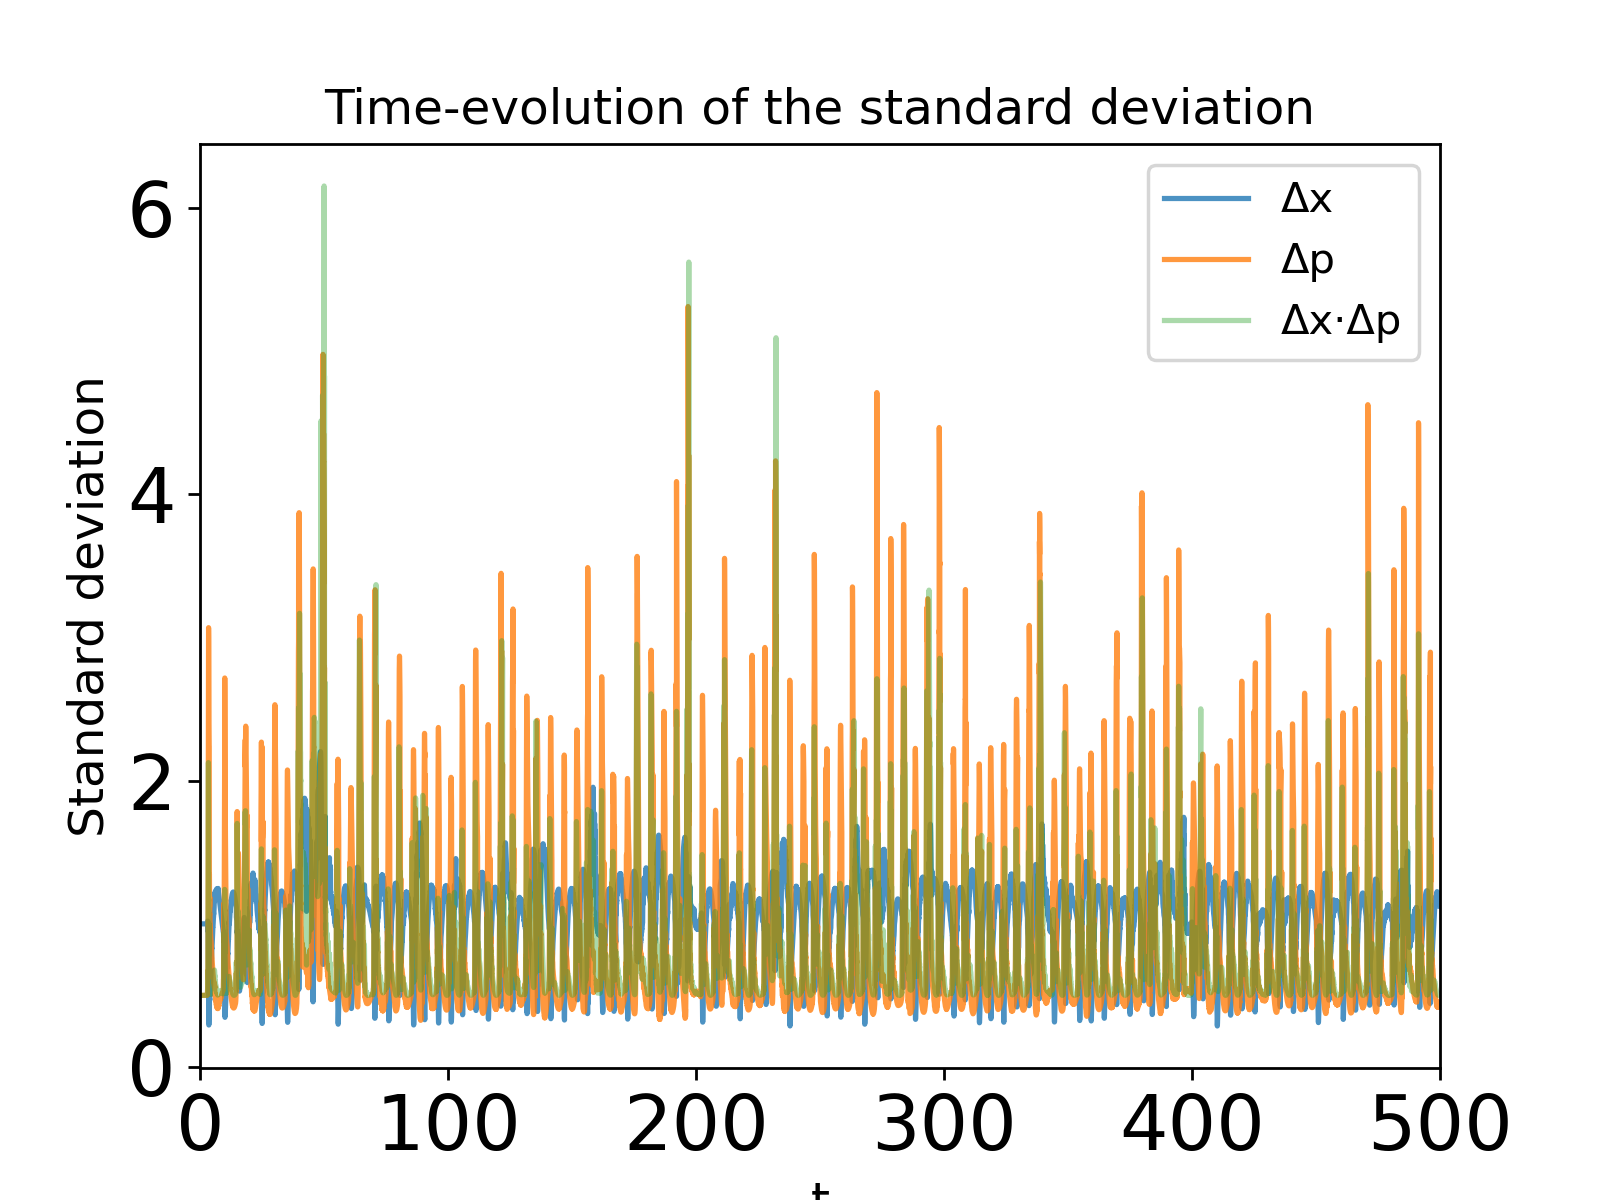 Time-evolution of the standard deviation
Standard deviation
6
4
2
0
Δx
Δp
Δx·Δp
0 100 200 300 400 500
t